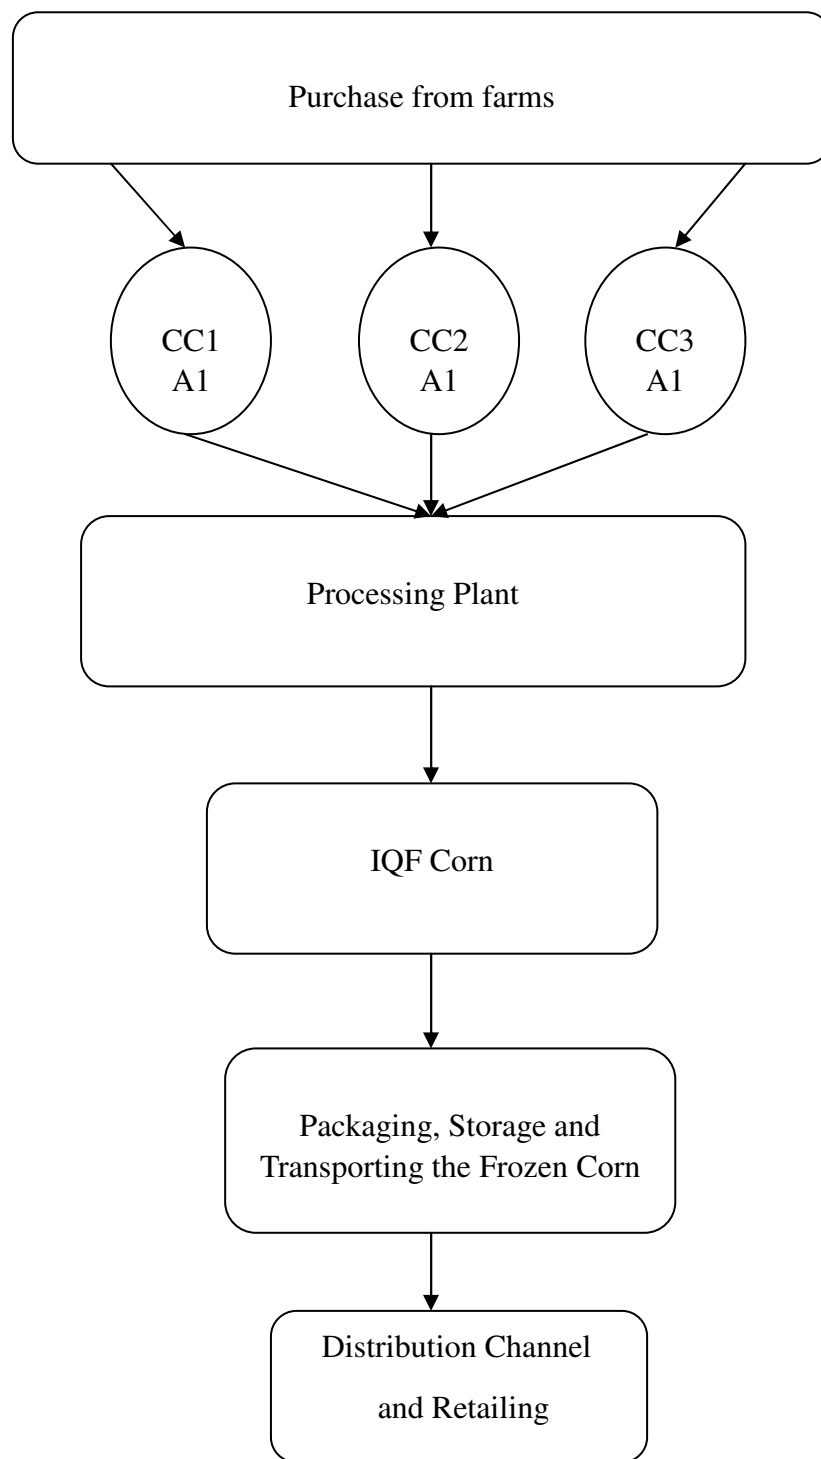 Purchase from farms
CC1
A1
CC2
A1
CC3
A1
Processing Plant
IQF Corn
Packaging, Storage and
Transporting the Frozen Corn
Distribution Channel
and Retailing